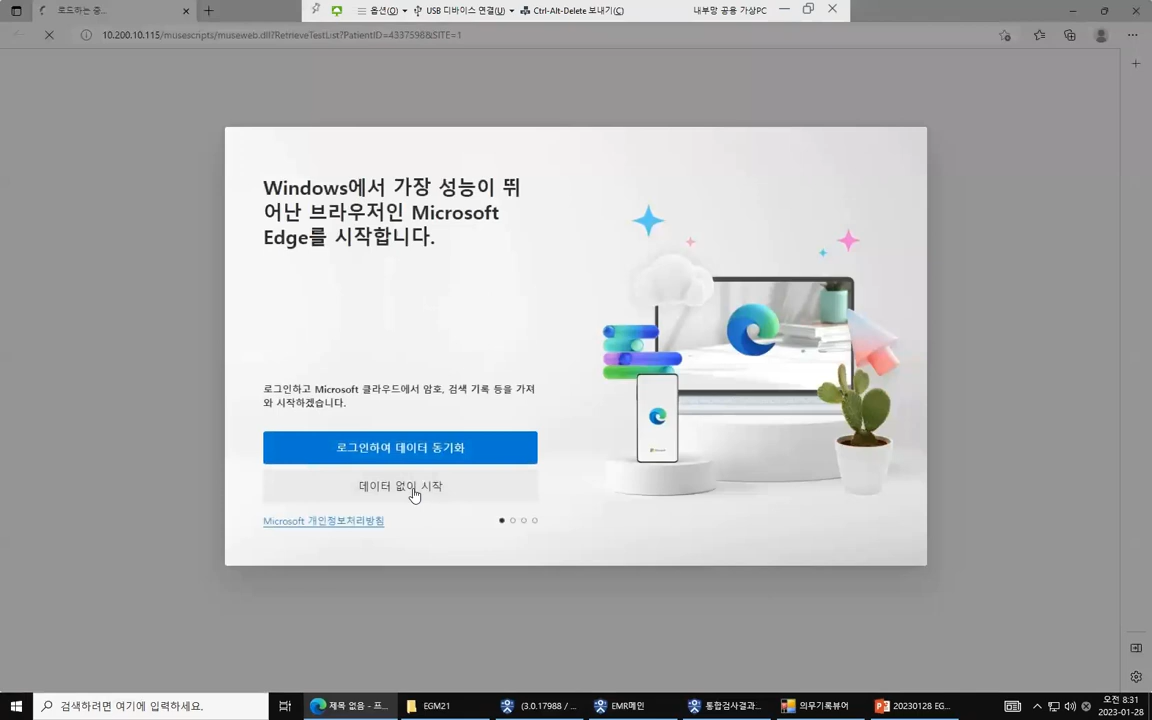 로드하는 중...
옵션(O)
USB 디바이스 연결(U)
Ctrl-Alt-Delete 보내기(C)
내부망 공용 가상PC
10.200.10.115/musescripts/museweb.dll?RetrieveTestList?PatientID=4337598&SITE=1
Windows에서 가장 성능이 뛰
어난 브라우저인 Microsoft
Edge를 시작합니다.
로그인하고 Microsoft 클라우드에서 암호, 검색 기록 등을 가져
와 시작하겠습니다.
로그인하여 데이터 동기화
데이터 없이 시작
Microsoft 개인정보처리방침
검색하려면 여기에 입력하세요.
제목 없음 - 프...
EGM21
(3.0.17988 / ...
EMR메인
통합검사결과...
의무기록뷰어
20230128 EG...
오전 8:31
2023-01-28